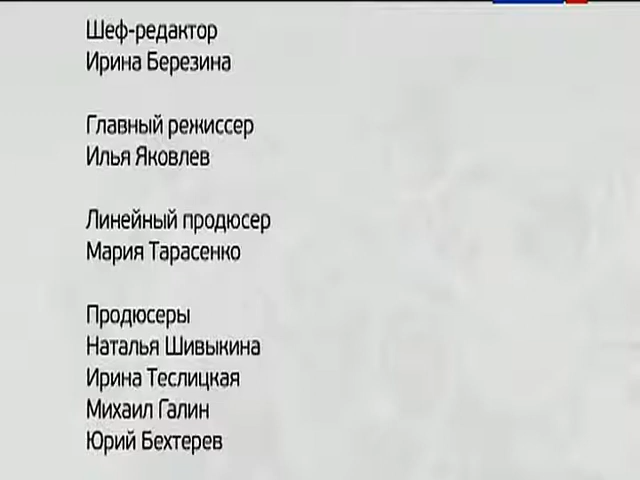 Шеф-редактор
Ирина Березина
Главный режиссер
Илья Яковлев
Линейный продюсер
Мария Тарасенко
Продюсеры
Наталья Шивыкина
Ирина Теслицкая
Михаил Галин
Юрий Бехтерев